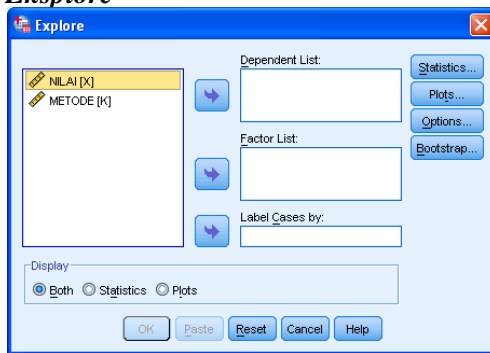 Eksplore
Explore
Dependent List:
Statistics...
NILAI [X]
METODE [K]
Plots...
Options...
Factor List:
Bootstrap...
Label Cases by:
Display
Both Statistics Plots
OK Paste Reset Cancel Help